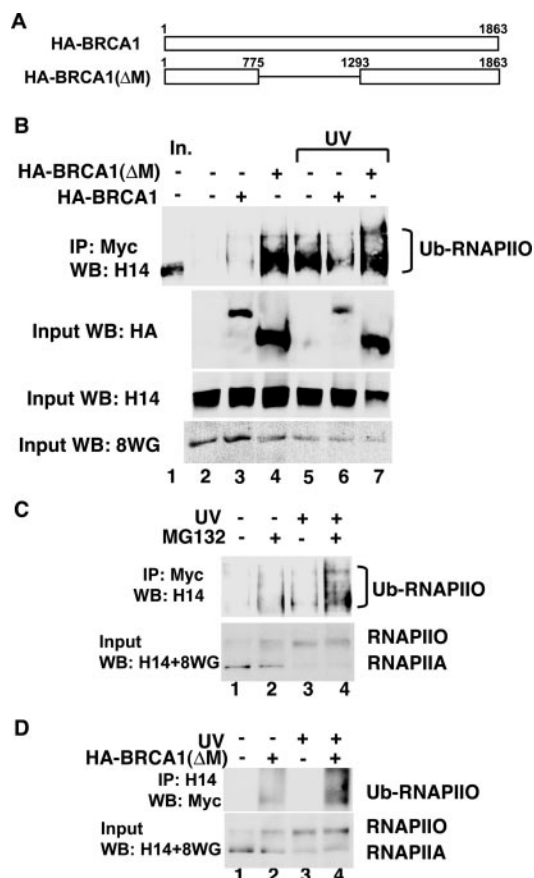 A
1 1863
HA-BRCA1
1 775 1293 1863
HA-BRCA1(ΔM)
B
In. UV
HA-BRCA1(ΔM) - - - + - - +
HA-BRCA1 - - + - - + -
IP: Myc
WB: H14
Ub-RNAPIIO
Input WB: HA
Input WB: H14
Input WB: 8WG
1 2 3 4 5 6 7
C
UV - - + +
MG132 - + - +
IP: Myc
WB: H14
Ub-RNAPIIO
Input RNAPIIO
WB: H14+8WG RNAPIIA
1 2 3 4
D
UV - - + +
HA-BRCA1(ΔM) - + - +
IP: H14
WB: Myc
Ub-RNAPIIO
Input RNAPIIO
WB: H14+8WG RNAPIIA
1 2 3 4